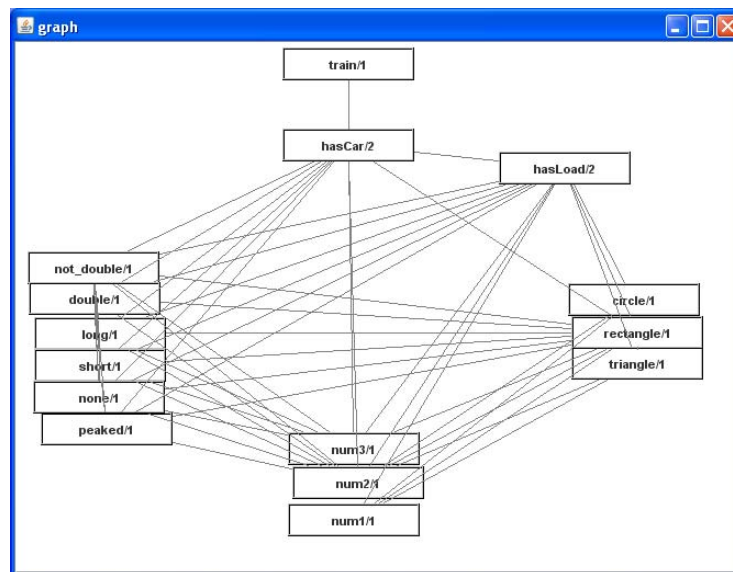 graph
train/1
hasCar/2
hasLoad/2
not_double/1
double/1
long/1
short/1
none/1
peaked/1
circle/1
rectangle/1
triangle/1
num3/1
num2/1
num1/1